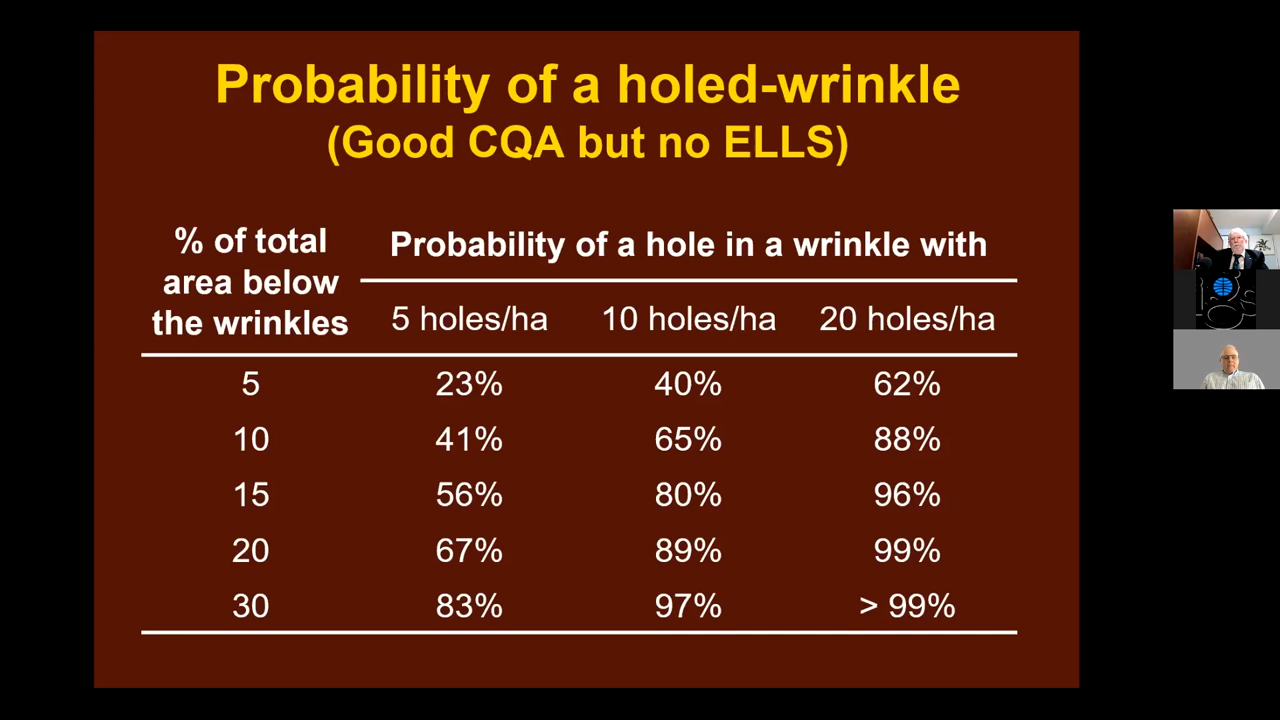 Probability of a holed-wrinkle
(Good CQA but no ELLS)
% of total
area below
the wrinkles
Probability of a hole in a wrinkle with
5 holes/ha 10 holes/ha 20 holes/ha
5 23% 40% 62%
10 41% 65% 88%
15 56% 80% 96%
20 67% 89% 99%
30 83% 97% > 99%